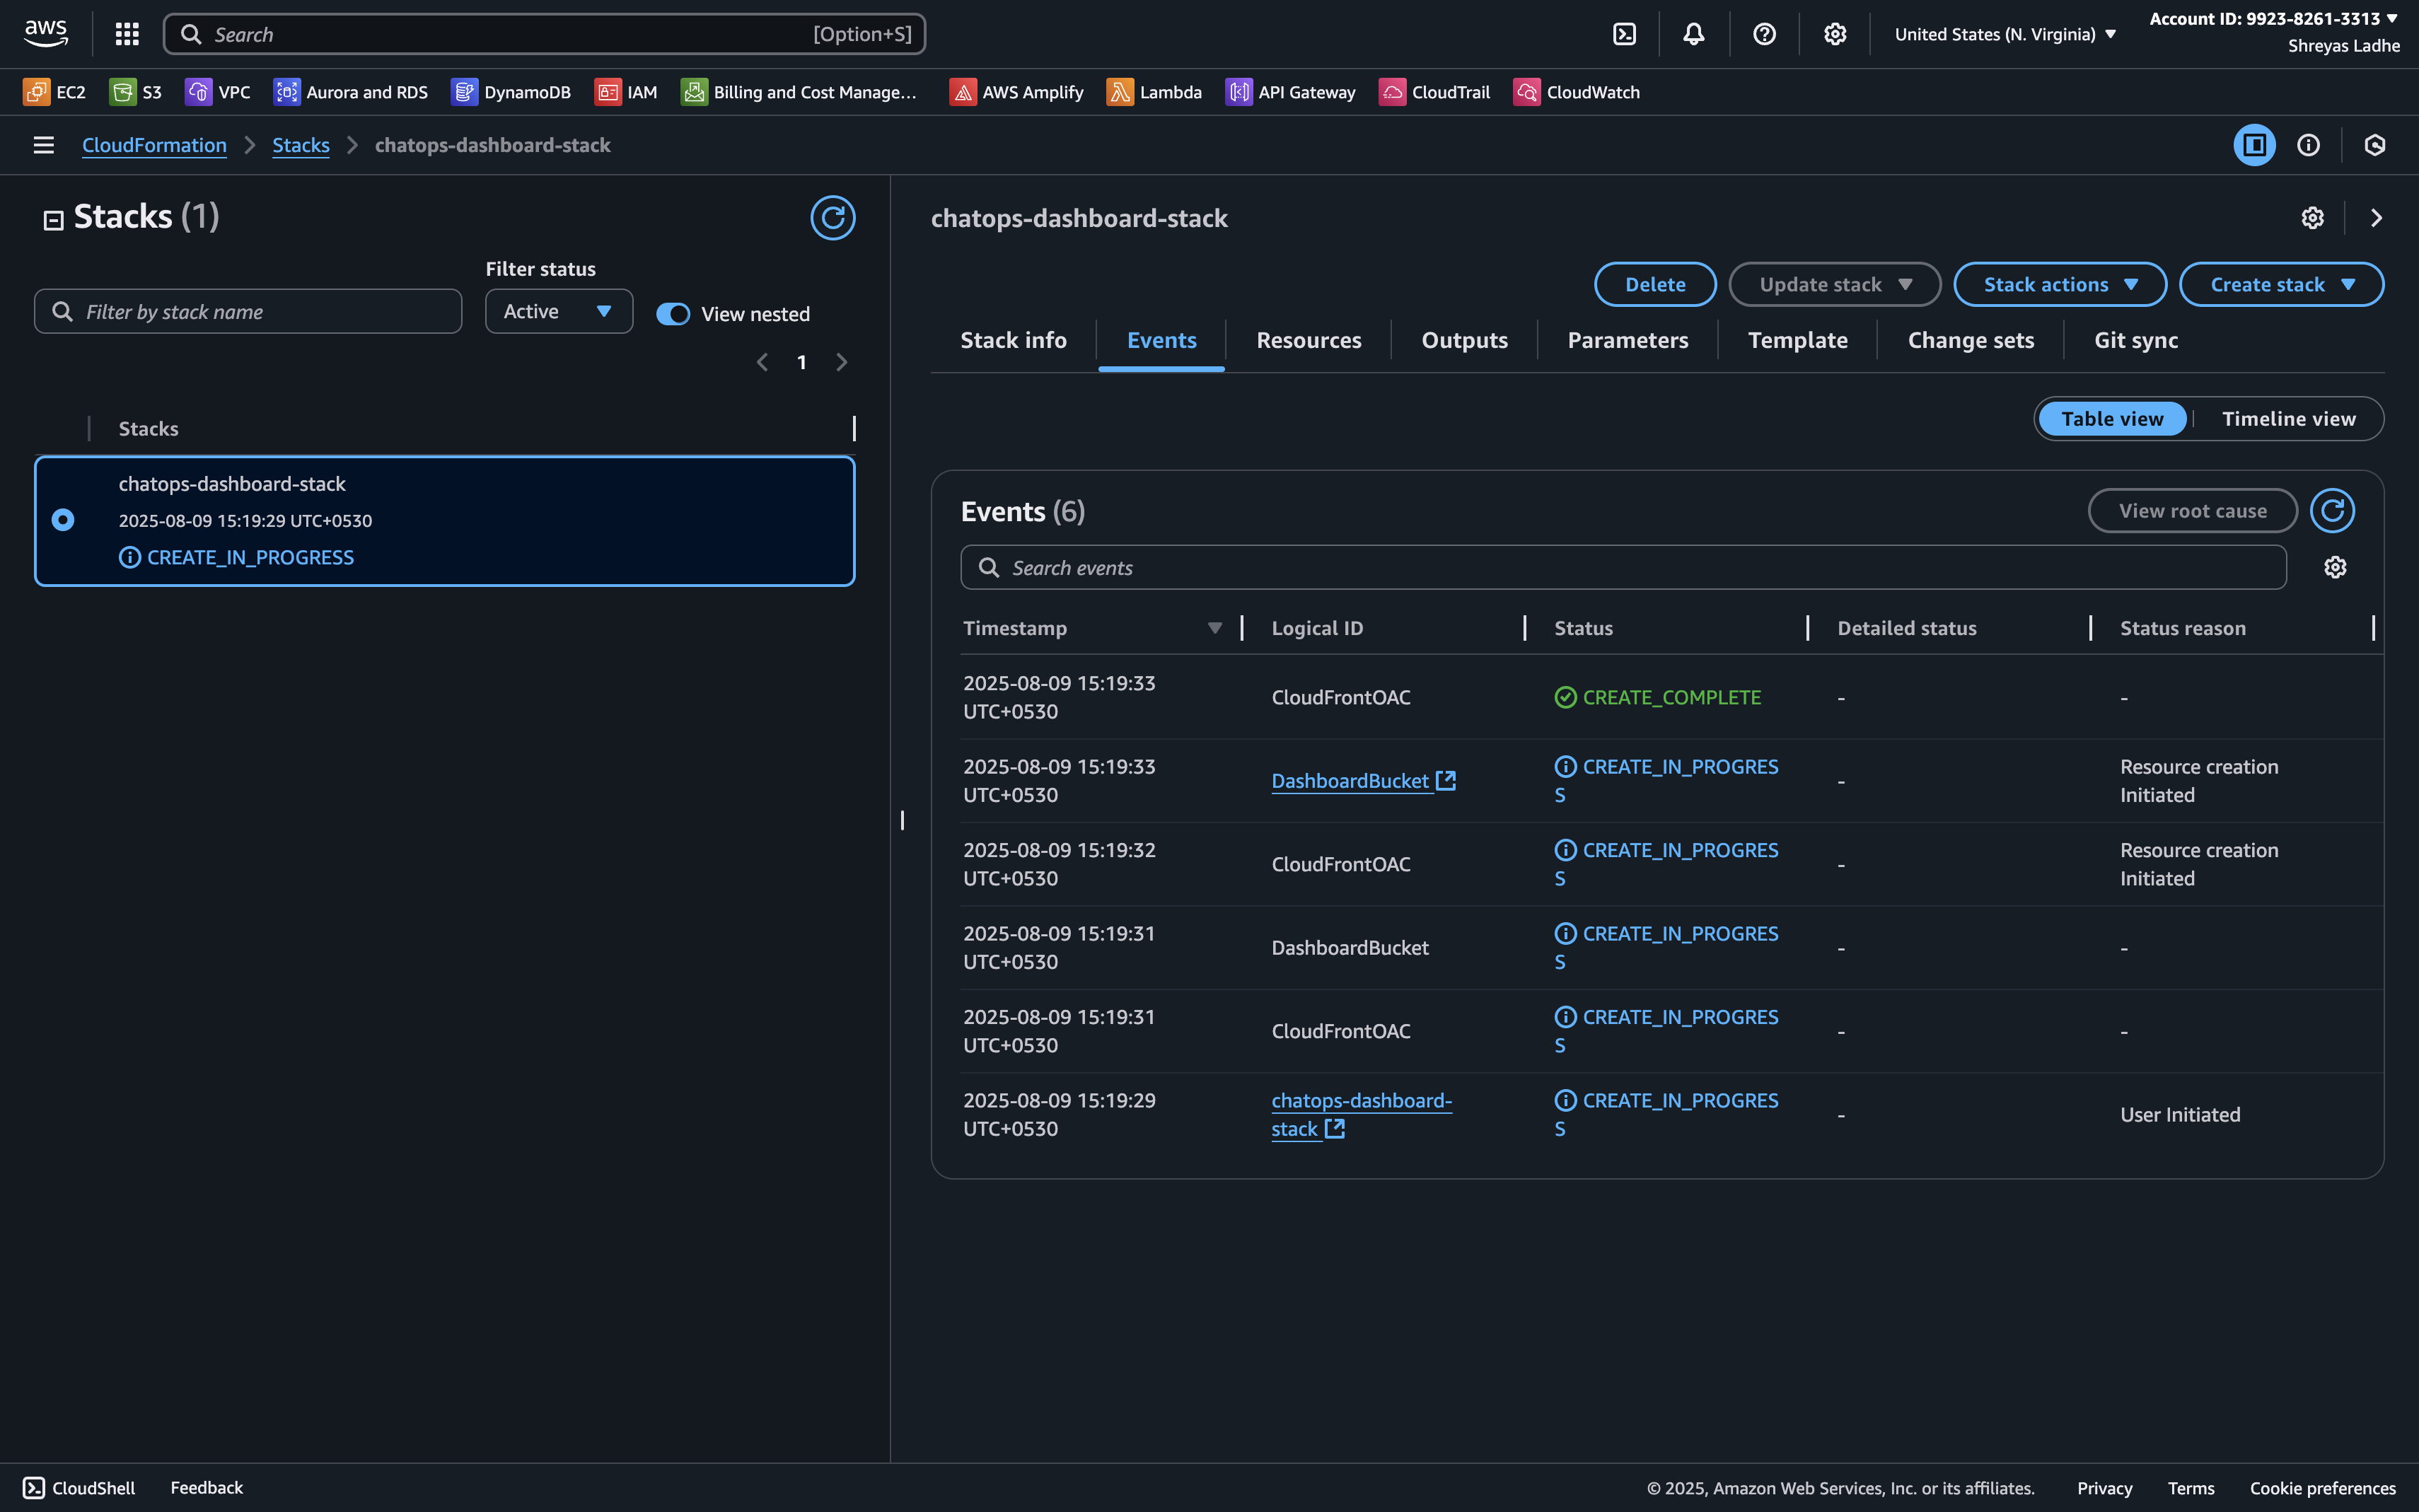 aws
Search
[Option+S]
United States (N. Virginia)
Account ID: 9923-8261-3313
Shreyas Ladhe
EC2
S3
VPC
Aurora and RDS
DynamoDB
IAM
Billing and Cost Manage...
AWS Amplify
Lambda
API Gateway
CloudTrail
CloudWatch
CloudFormation
Stacks
chatops-dashboard-stack
Stacks (1)
Filter status
Filter by stack name
Active
View nested
1
Stacks
chatops-dashboard-stack
2025-08-09 15:19:29 UTC+0530
CREATE_IN_PROGRESS
chatops-dashboard-stack
Delete
Update stack
Stack actions
Create stack
Stack info
Events
Resources
Outputs
Parameters
Template
Change sets
Git sync
Table view
Timeline view
Events (6)
View root cause
Search events
Timestamp
Logical ID
Status
Detailed status
Status reason
2025-08-09 15:19:33
UTC+0530
CloudFrontOAC
CREATE_COMPLETE
-
-
2025-08-09 15:19:33
UTC+0530
DashboardBucket
CREATE_IN_PROGRES
S
-
Resource creation
Initiated
2025-08-09 15:19:32
UTC+0530
CloudFrontOAC
CREATE_IN_PROGRES
S
-
Resource creation
Initiated
2025-08-09 15:19:31
UTC+0530
DashboardBucket
CREATE_IN_PROGRES
S
-
-
2025-08-09 15:19:31
UTC+0530
CloudFrontOAC
CREATE_IN_PROGRES
S
-
-
2025-08-09 15:19:29
UTC+0530
chatops-dashboard-
stack
CREATE_IN_PROGRES
S
-
User Initiated
CloudShell
Feedback
© 2025, Amazon Web Services, Inc. or its affiliates.
Privacy
Terms
Cookie preferences